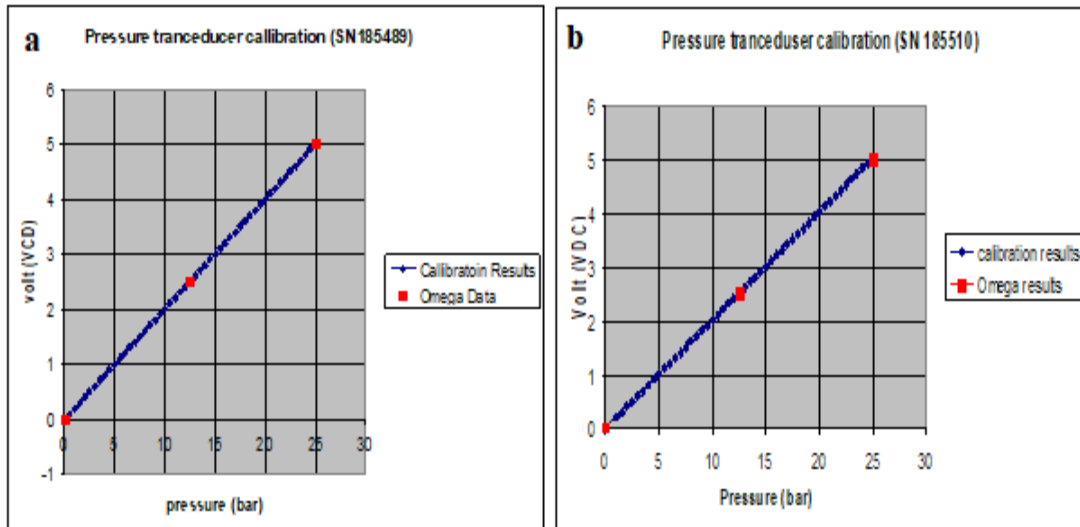 a
Pressure tranceducer callibration (SN185489)
6
5
4
3
2
1
0
-1
0 5 10 15 20 25 30
volt (VCD)
pressure (bar)
Callibratoin Results
Omega Data
b
Pressure tranceduser calibration (SN 185510)
6
5
4
3
2
1
0
0 5 10 15 20 25 30
Volt (VDC)
Pressure (bar)
calibration results
Omega results